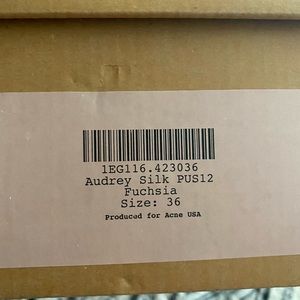 1EG116.423036
Audrey Silk PUS12
Fuchsia
Size: 36
Produced for Acne USA